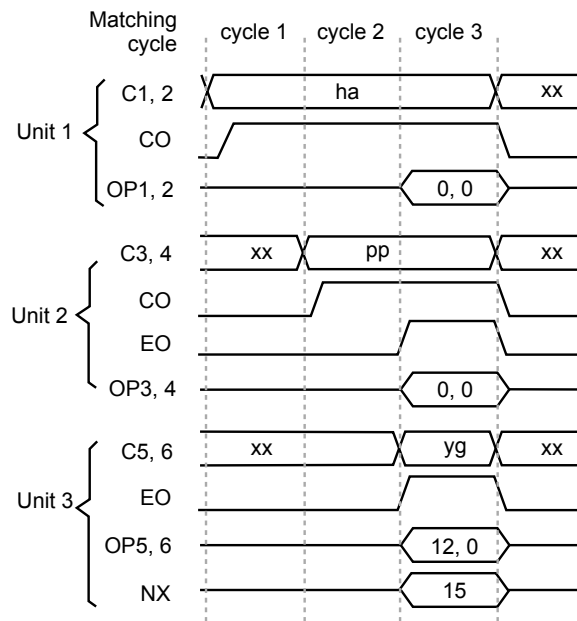 Matching cycle cycle 1 cycle 2 cycle 3
Unit 1
C1, 2 ha xx
CO
OP1, 2 0, 0
Unit 2
C3, 4 xx pp xx
CO
EO
OP3, 4 0, 0
Unit 3
C5, 6 xx yg xx
EO
OP5, 6 12, 0
NX 15